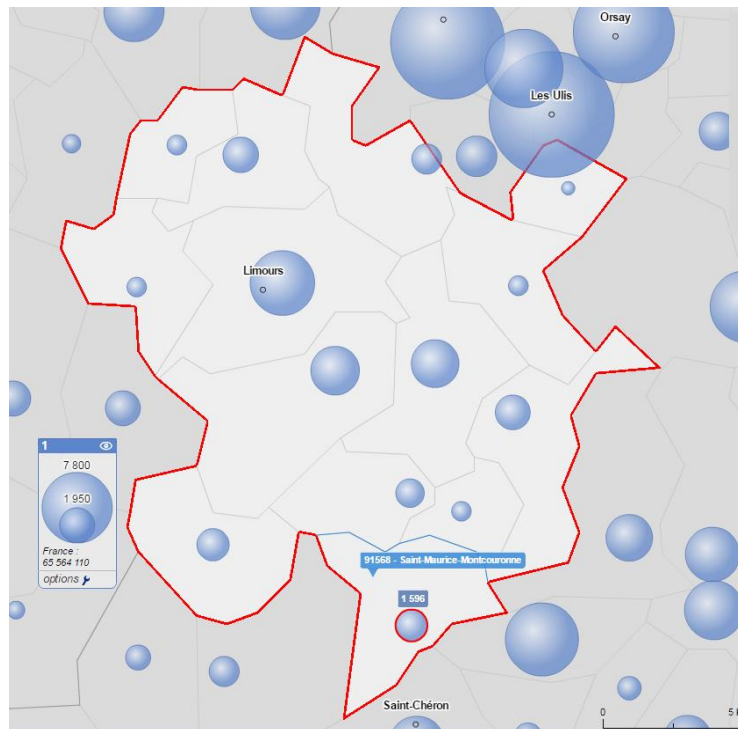 Orsay
Les Ulis
Limours
1
7 800
1 950
France :
65 564 110
options
91568 - Saint-Maurice-Montcouronne
1 596
Saint-Chéron
0
5 k